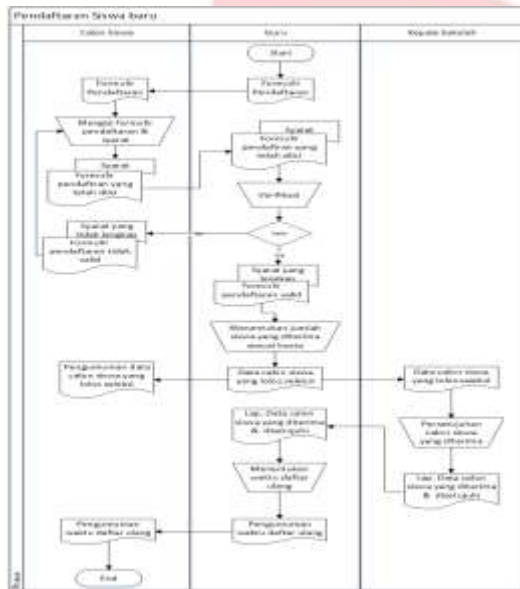 Pendaftaran Siswa baru
Calon Siswa
Guru
Kepala Sekolah
Start
Formulir
Pendaftaran
Formulir
Pendaftaran
Mengisi formulir
pendaftaran &
syarat
Syarat
Formulir
pendaftran yang
telah diisi
Syarat
Formulir
pendaftran yang
telah diisi
Verifikasi
Syarat yang
tidak lengkap
Formulir
pendaftaran tidak
valid
Syarat yang
Formulir
pendaftaran valid
Menentukan jumlah
siswa yang diterima
Pengumuman data
calon siswa yang
lolos seleksi
Data calon siswa
yang lolos seleksi
Data calon siswa
yang lolos seleksi
Lap. Data calon
siswa yang diterima
& disetujui
Persetujuan
calon siswa
yang diterima
Lap. Data calon
siswa yang diterima
& disetujui
Menentukan
waktu daftar
ulang
Pengumuman
waktu daftar ulang
Pengumuman
waktu daftar ulang
End